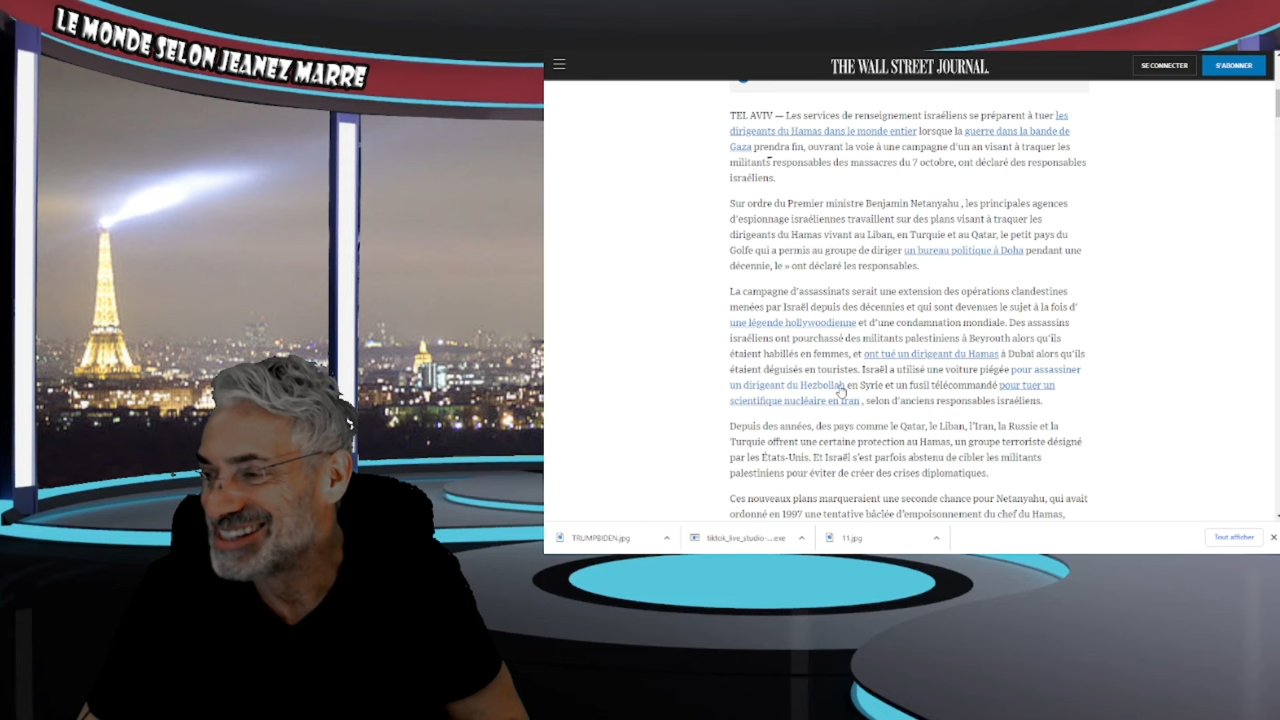 LE MONDE SELON JEANEZ MARRE
THE WALL STREET JOURNAL.
SE CONNECTER
S'ABONNER
TEL AVIV — Les services de renseignement israéliens se préparent à tuer les
dirigeants du Hamas dans le monde entier lorsque la guerre dans la bande de
Gaza prendra fin, ouvrant la voie à une campagne d'un an visant à traquer les
militants responsables des massacres du 7 octobre, ont déclaré des responsables
israéliens.
Sur ordre du Premier ministre Benjamin Netanyahu , les principales agences
d'espionnage israéliennes travaillent sur des plans visant à traquer les
dirigeants du Hamas vivant au Liban, en Turquie et au Qatar, le petit pays du
Golfe qui a permis au groupe de diriger un bureau politique à Doha pendant une
décennie, le » ont déclaré les responsables.
La campagne d'assassinats serait une extension des opérations clandestines
menées par Israël depuis des décennies et qui sont devenues le sujet à la fois d'
une légende hollywoodienne et d'une condamnation mondiale. Des assassins
israéliens ont pourchassé des militants palestiniens à Beyrouth alors qu'ils
étaient habillés en femmes, et ont tué un dirigeant du Hamas à Dubaï alors qu'ils
étaient déguisés en touristes. Israël a utilisé une voiture piégée pour assassiner
un dirigeant du Hezbollah en Syrie et un fusil télécommandé pour tuer un
scientifique nucléaire en Iran , selon d'anciens responsables israéliens.
Depuis des années, des pays comme le Qatar, le Liban, l'Iran, la Russie et la
Turquie offrent une certaine protection au Hamas, un groupe terroriste désigné
par les États-Unis. Et Israël s'est parfois abstenu de cibler les militants
palestiniens pour éviter de créer des crises diplomatiques.
Ces nouveaux plans marqueraient une seconde chance pour Netanyahu, qui avait
ordonné en 1997 une tentative bâclée d'empoisonnement du chef du Hamas,
TRUMPBIDEN.jpg
tiktok_live_studio-....exe
11.jpg
Tout afficher